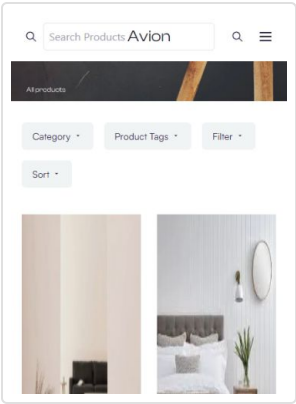 Search Products Avion
All products
Category
Product Tags
Filter
Sort